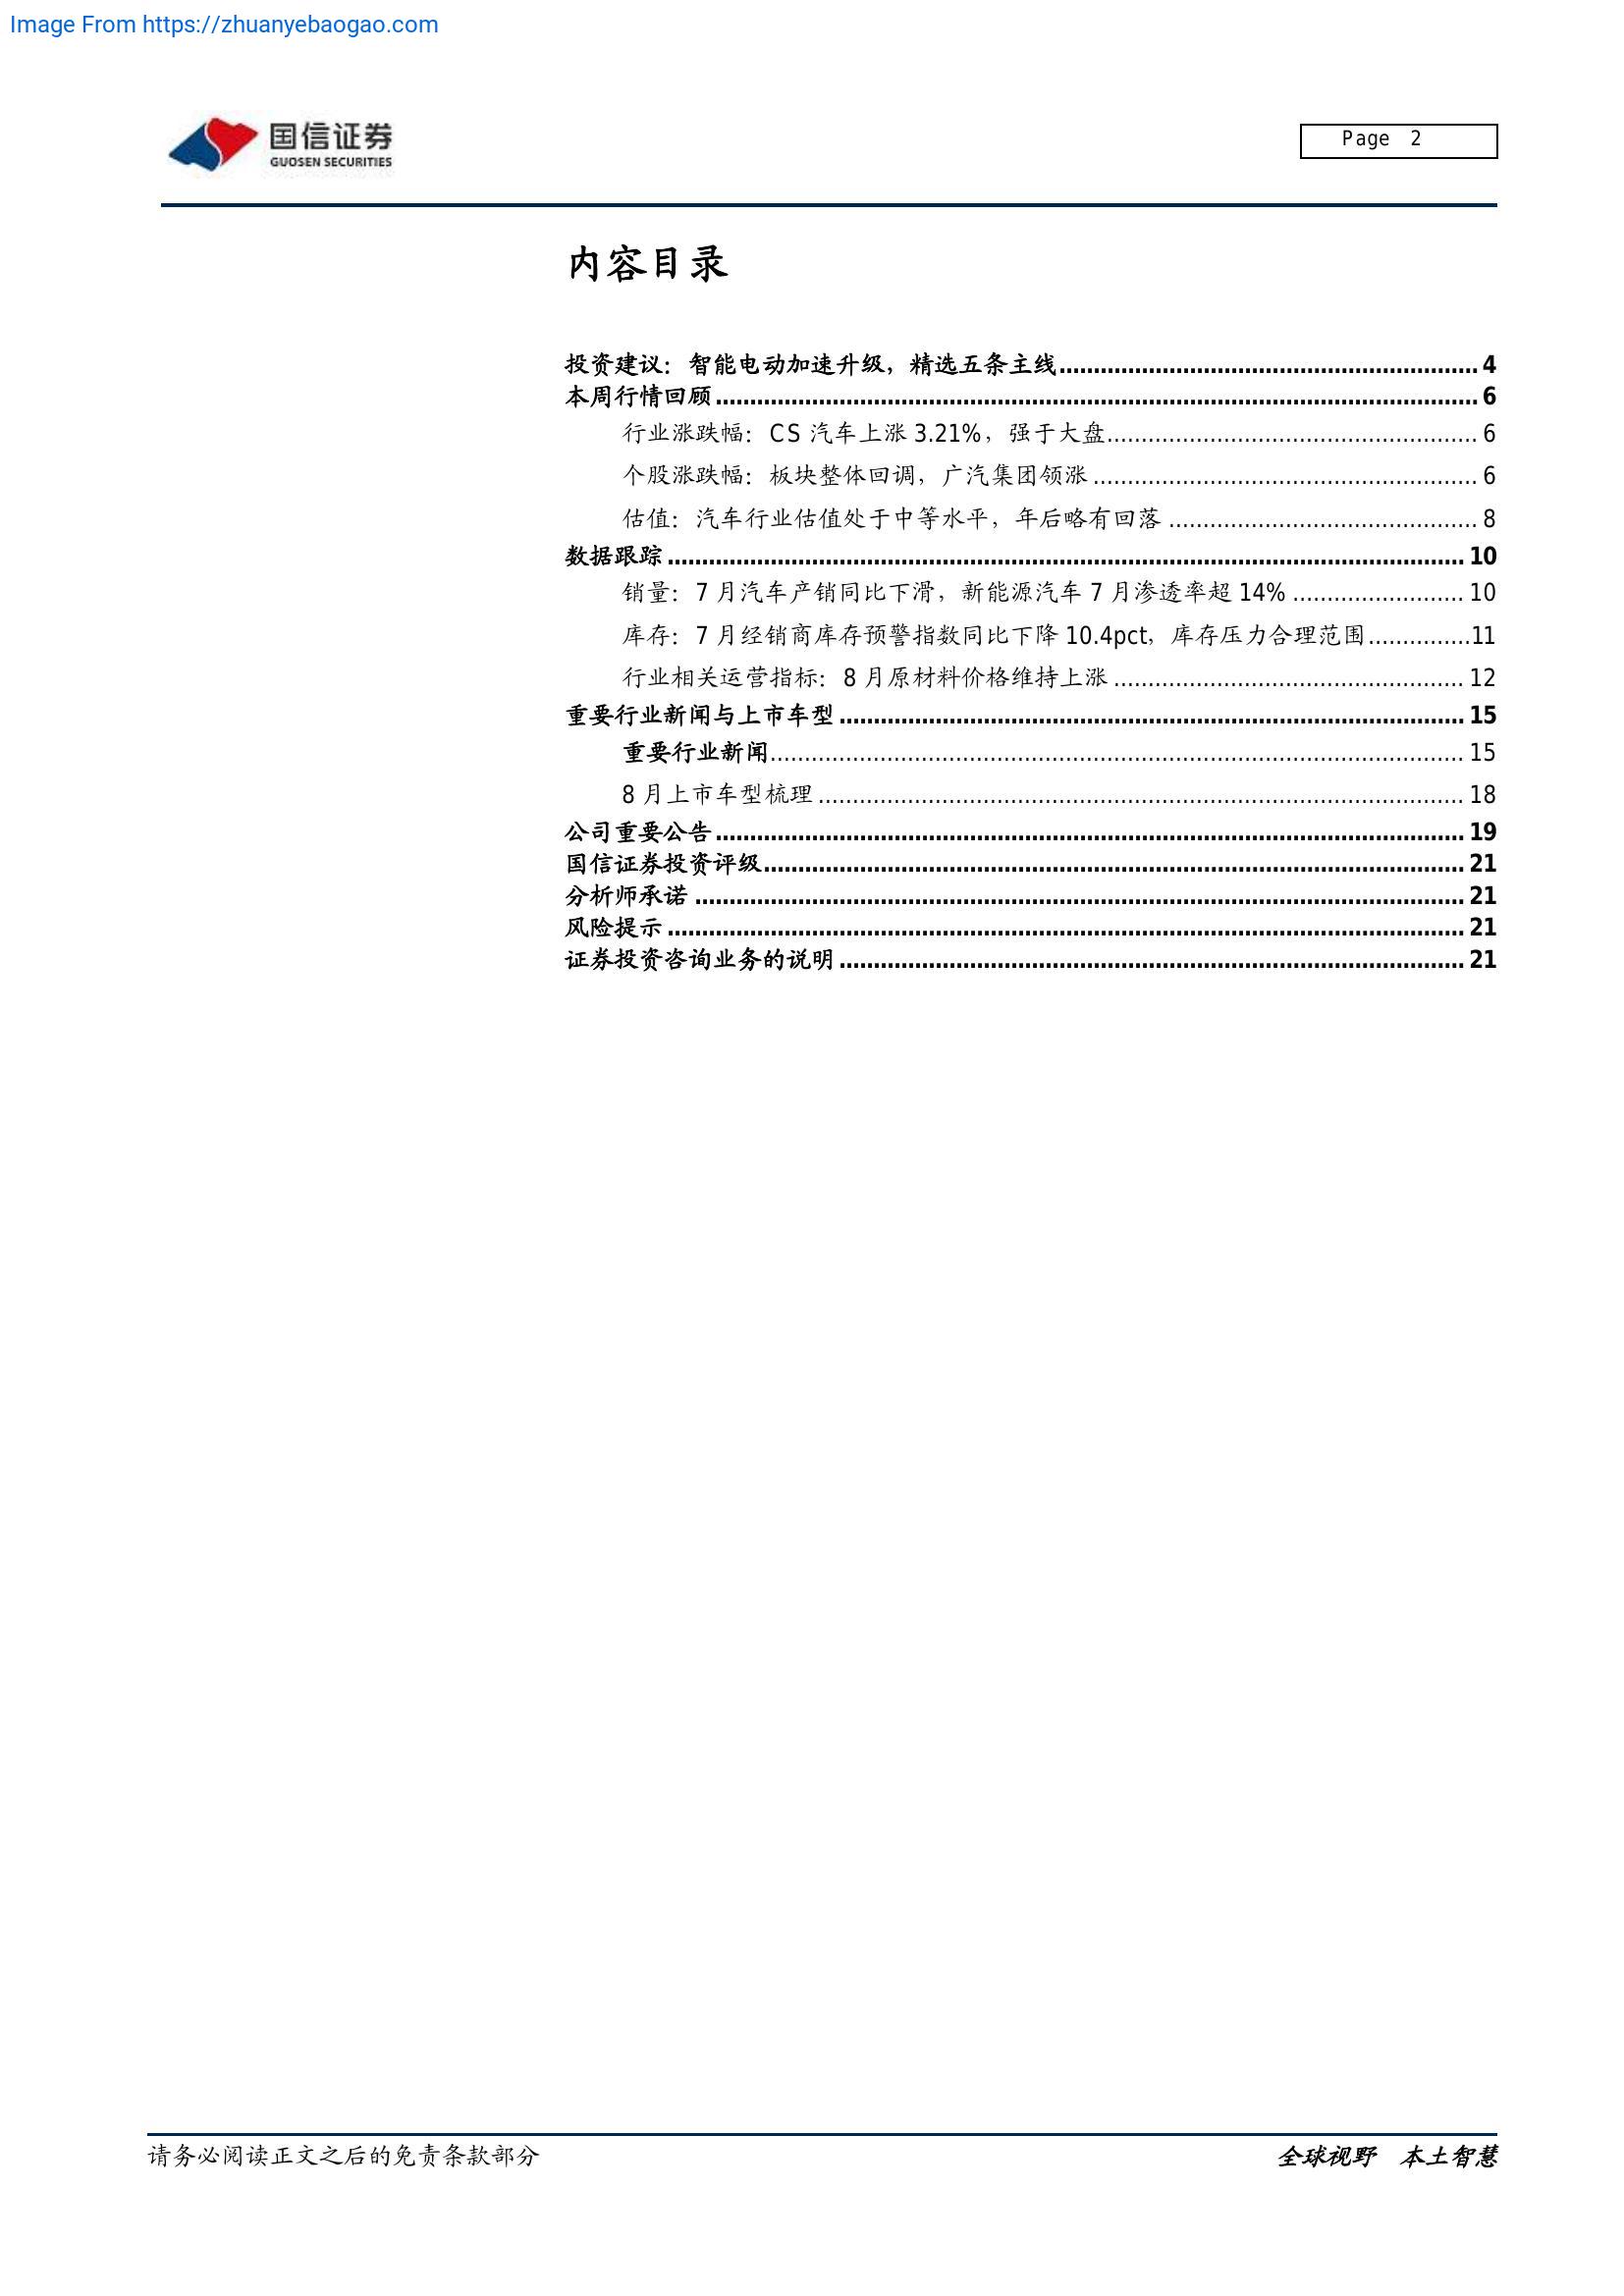 Image From https://zhuanyebaogao.com
国信证券
GUOSEN SECURITIES
Page 2
内容目录
投资建议：智能电动加速升级，精选五条主线............................................................. 4
本周行情回顾............................................................................................................... 6
行业涨跌幅：CS 汽车上涨 3.21%，强于大盘...................................................... 6
个股涨跌幅：板块整体回调，广汽集团领涨........................................................ 6
估值：汽车行业估值处于中等水平，年后略有回落............................................. 8
数据跟踪.................................................................................................................... 10
销量：7 月汽车产销同比下滑，新能源汽车 7 月渗透率超 14%......................... 10
库存：7 月经销商库存预警指数同比下降 10.4pct，库存压力合理范围...............11
行业相关运营指标：8 月原材料价格维持上涨................................................... 12
重要行业新闻与上市车型........................................................................................... 15
重要行业新闻..................................................................................................... 15
8 月上市车型梳理.............................................................................................. 18
公司重要公告............................................................................................................. 19
国信证券投资评级...................................................................................................... 21
分析师承诺................................................................................................................ 21
风险提示.................................................................................................................... 21
证券投资咨询业务的说明........................................................................................... 21
请务必阅读正文之后的免责条款部分
全球视野 本土智慧